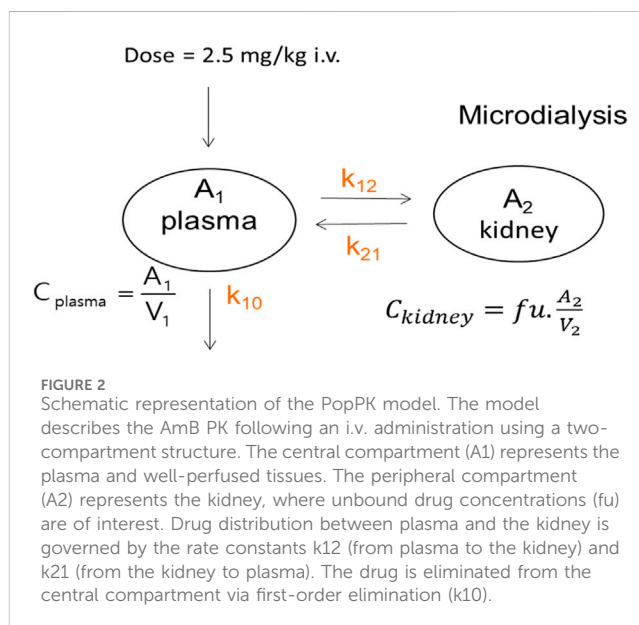 Dose = 2.5 mg/kg i.v.
Microdialysis
A₁
plasma
k₁₂
k₂₁
A₂
kidney
C plasma = A₁/V₁
k₁₀
Ckidney = fu. A₂/V₂
FIGURE 2
Schematic representation of the PopPK model. The model
describes the AmB PK following an i.v. administration using a two-
compartment structure. The central compartment (A1) represents the
plasma and well-perfused tissues. The peripheral compartment
(A2) represents the kidney, where unbound drug concentrations (fu)
are of interest. Drug distribution between plasma and the kidney is
governed by the rate constants k12 (from plasma to the kidney) and
k21 (from the kidney to plasma). The drug is eliminated from the
central compartment via first-order elimination (k10).